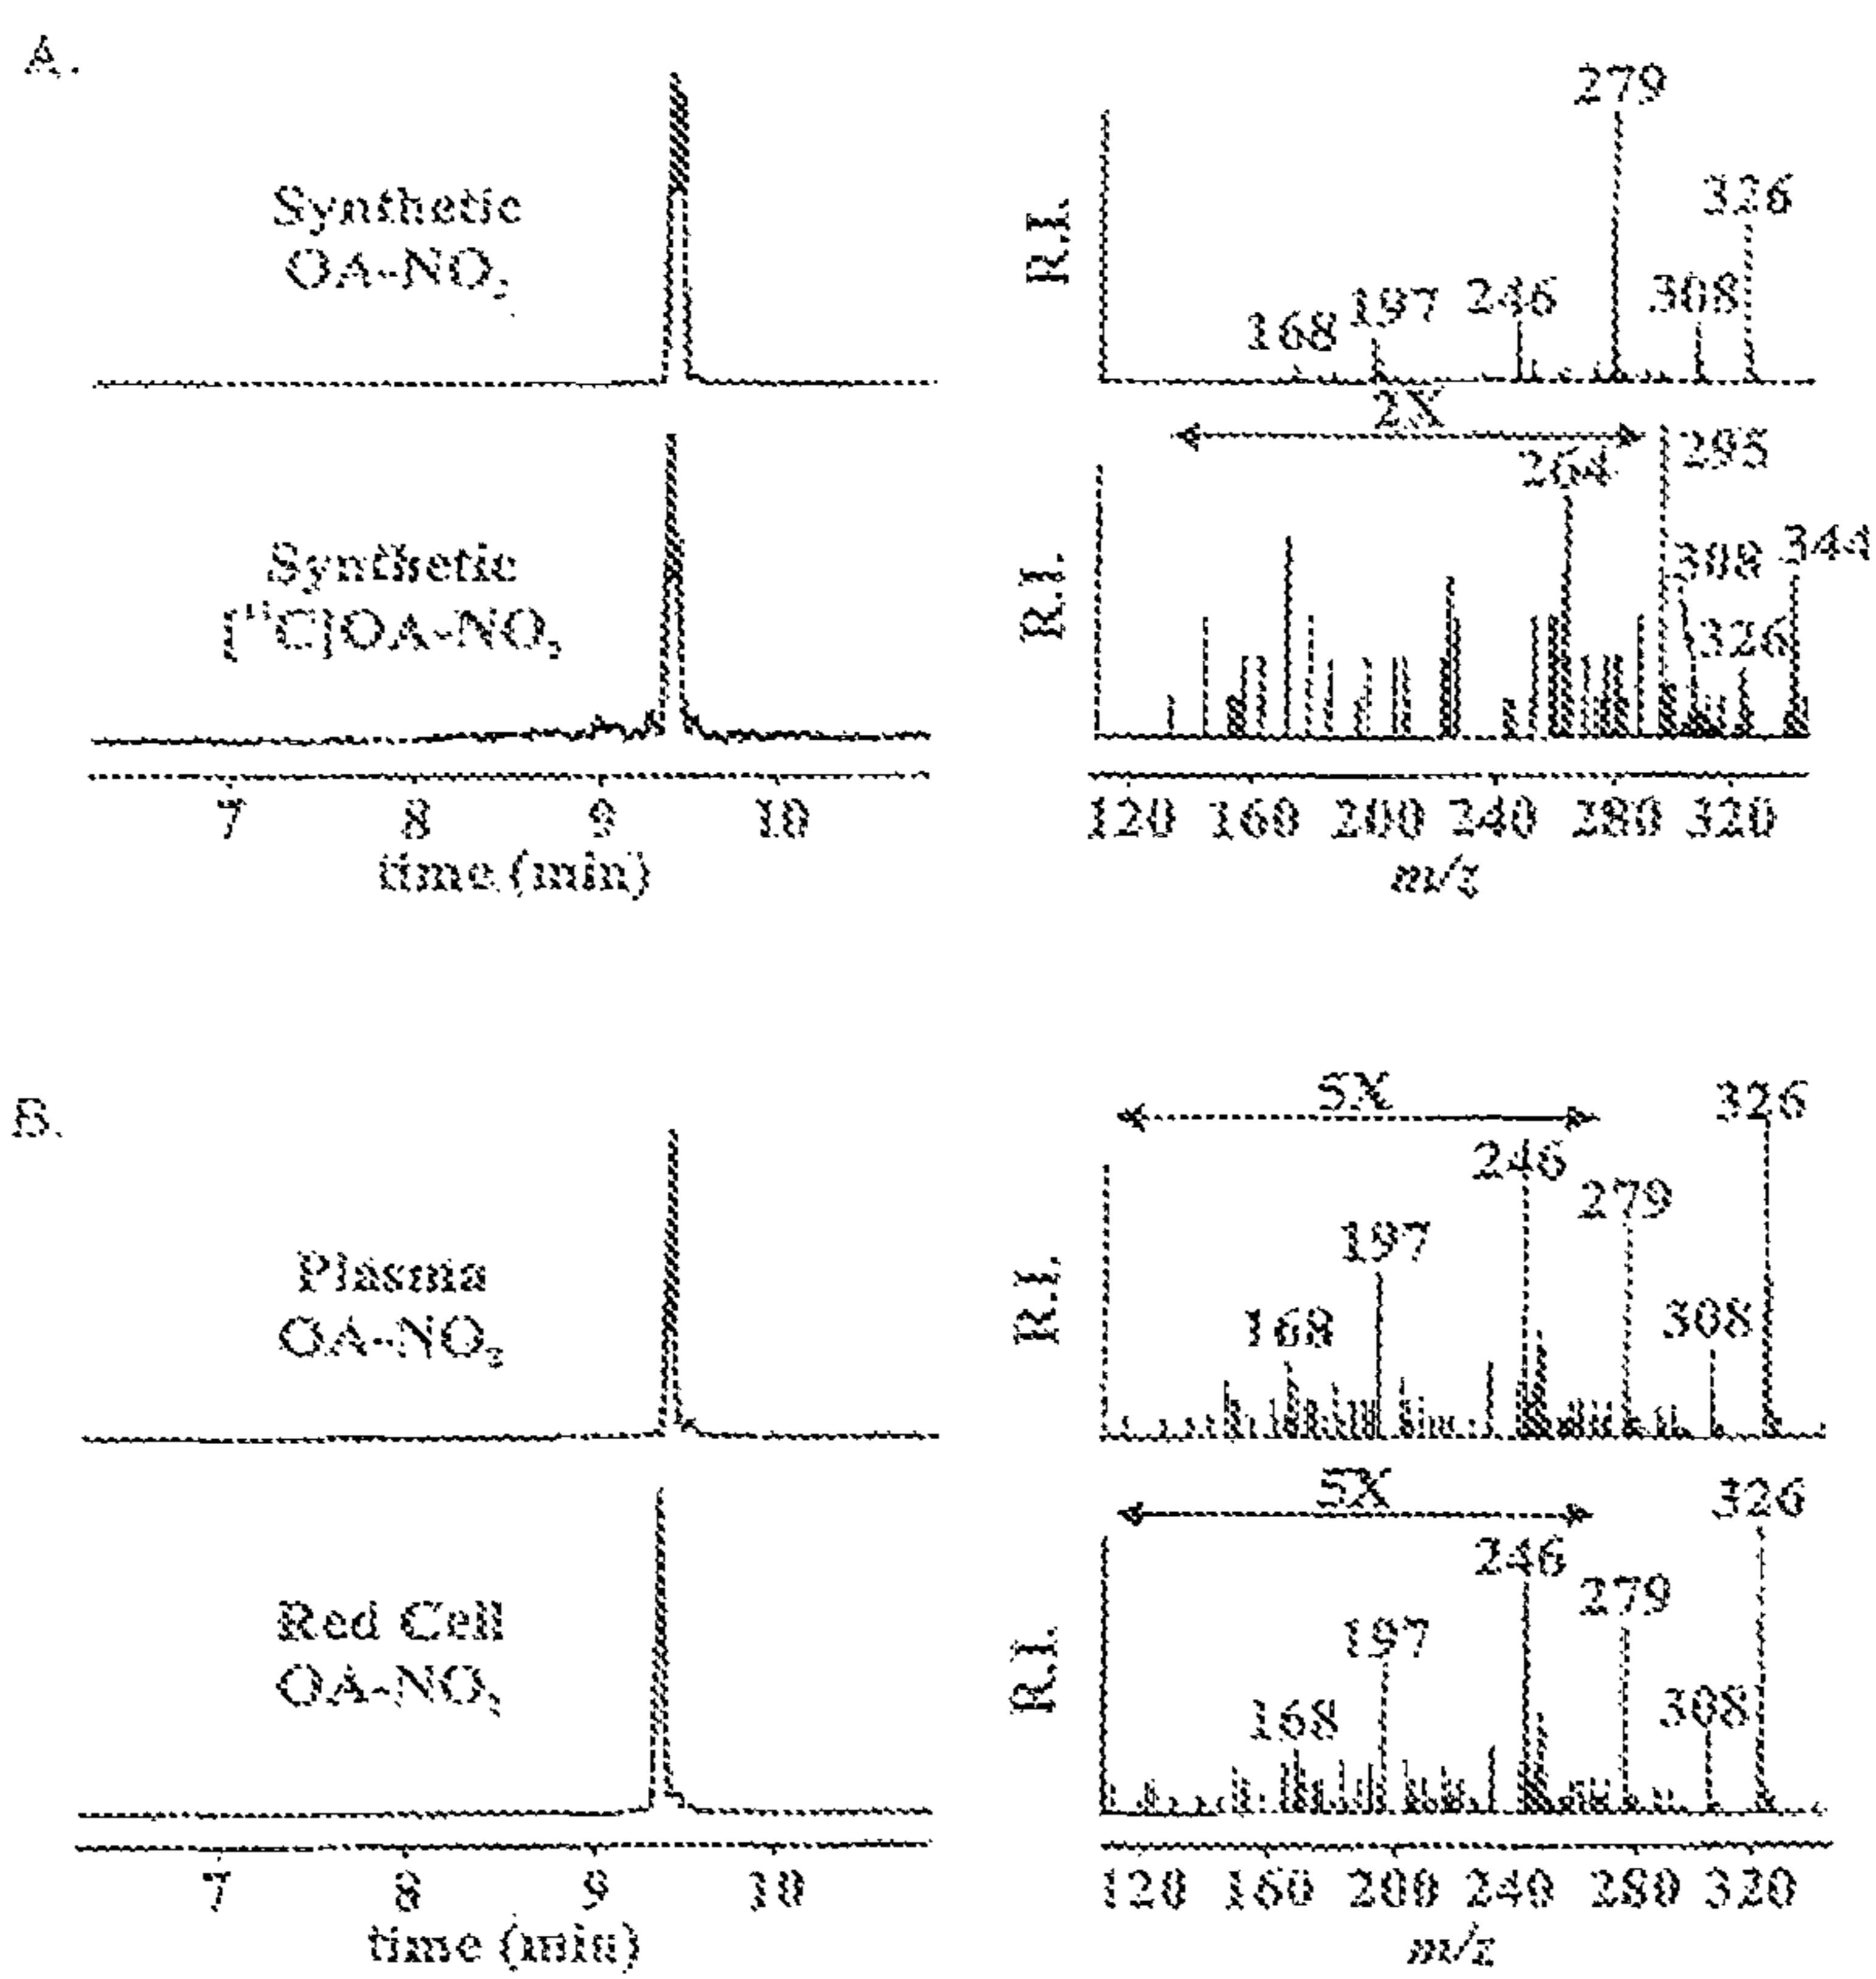 A.
Synthetic
OA-NO₂
R.I.
168 197 246 279 308 326
2X
Synthetic
R.I.
264 295 308 326 344
7 8 9 10
time (min)
120 160 200 240 280 320
m/z
B.
Plasma
OA-NO₂
R.I.
5X
168 197 246 279 308 326
Red Cell
OA-NO₂
R.I.
5X
168 197 246 279 308 326
7 8 9 10
time (min)
120 160 200 240 280 320
m/z